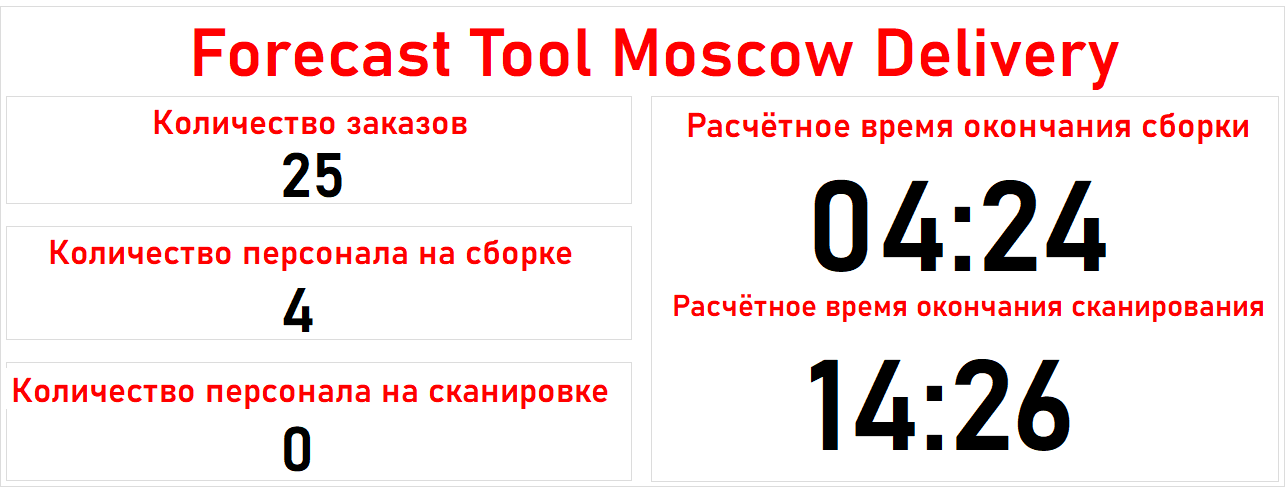 Forecast Tool Moscow Delivery
Количество заказов
25
Количество персонала на сборке
4
Количество персонала на сканировке
0
Расчётное время окончания сборки
04:24
Расчётное время окончания сканирования
14:26